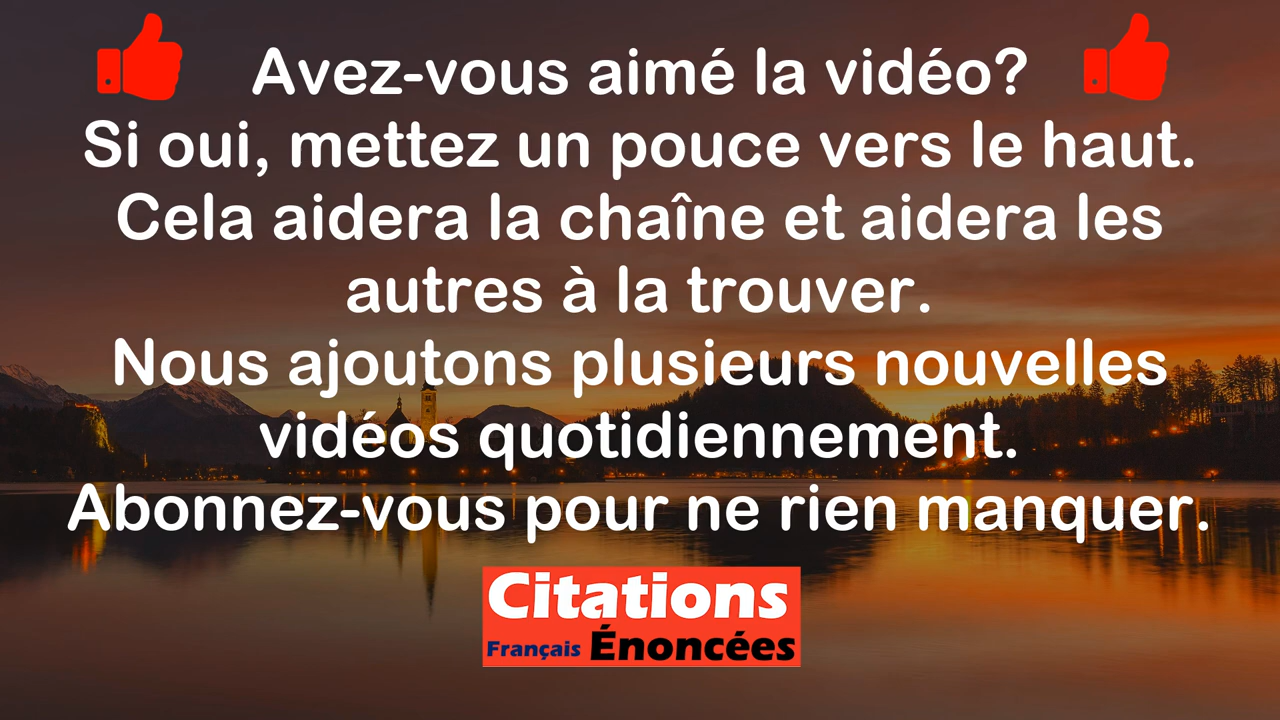 Avez-vous aimé la vidéo?
Si oui, mettez un pouce vers le haut.
Cela aidera la chaîne et aidera les
autres à la trouver.
Nous ajoutons plusieurs nouvelles
vidéos quotidiennement.
Abonnez-vous pour ne rien manquer.
Citations
Français Énoncées